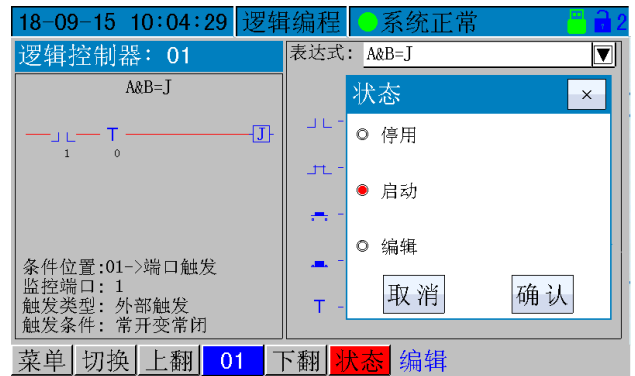 18-09-15 10:04:29 逻辑编程 系统正常 2
逻辑控制器: 01
表达式: A&B=J
A&B=J
T J
1 0
条件位置:01->端口触发
监控端口: 1
触发类型: 外部触发
触发条件: 常开变常闭
T -
状态 ×
停用
启动
编辑
取消 确认
菜单 切换 上翻 01 下翻 状态 编辑